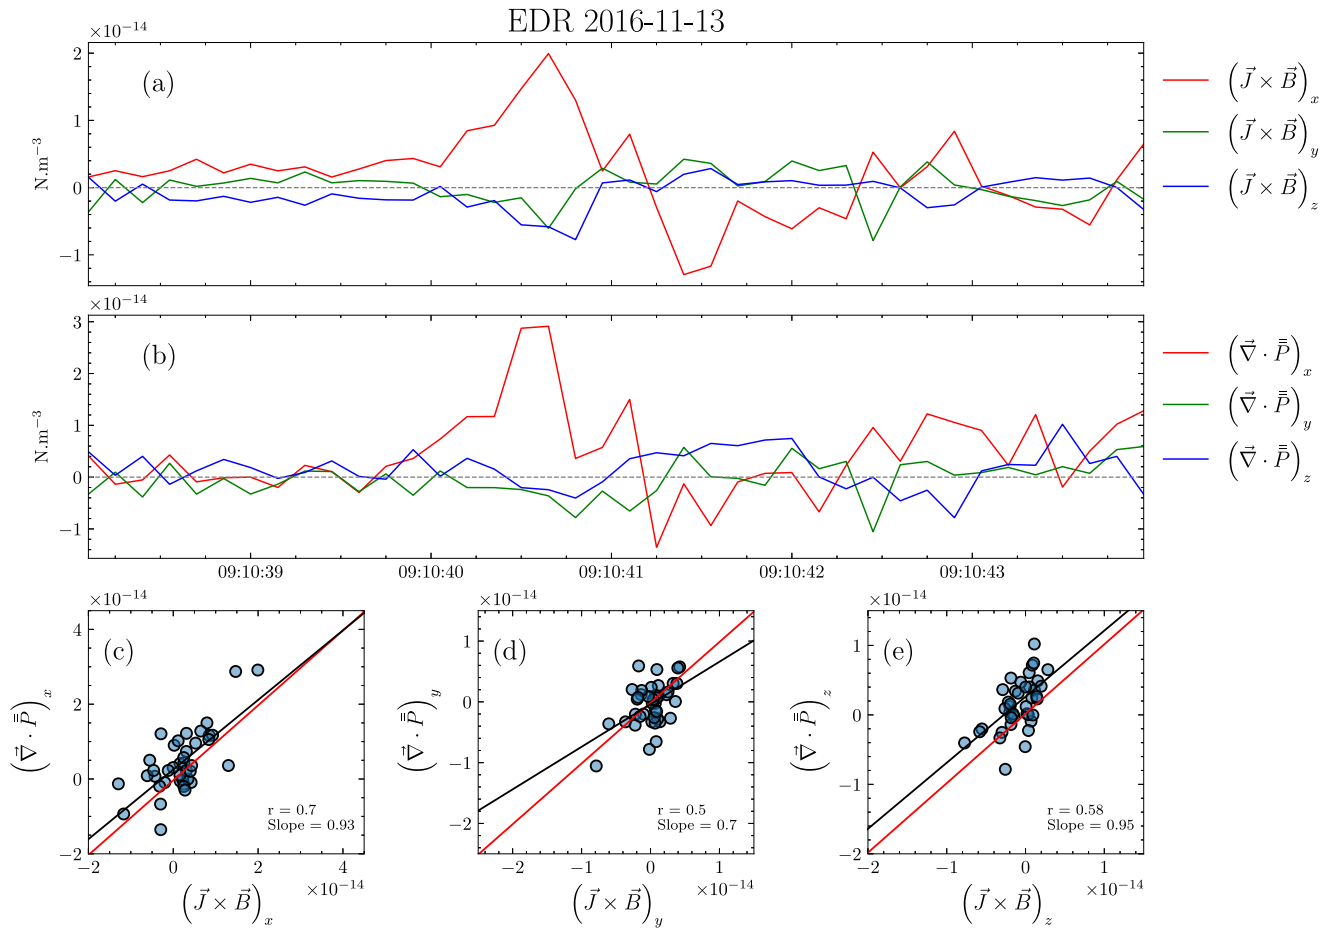 EDR 2016-11-13
×10⁻¹⁴
(a)
N.m⁻³
2
1
0
−1
(J⃗ × B⃗)ₓ
(J⃗ × B⃗)_y
(J⃗ × B⃗)_z
×10⁻¹⁴
(b)
N.m⁻³
3
2
1
0
−1
(∇⃗ · P̿)ₓ
(∇⃗ · P̿)_y
(∇⃗ · P̿)_z
09:10:39 09:10:40 09:10:41 09:10:42 09:10:43
×10⁻¹⁴
(c)
(∇⃗ · P̿)ₓ
4
2
0
−2
r = 0.7
Slope = 0.93
−2 0 2 4
×10⁻¹⁴
(J⃗ × B⃗)ₓ
×10⁻¹⁴
(d)
(∇⃗ · P̿)_y
1
0
−1
−2
r = 0.5
Slope = 0.7
−2 −1 0 1
×10⁻¹⁴
(J⃗ × B⃗)_y
×10⁻¹⁴
(e)
(∇⃗ · P̿)_z
1
0
−1
−2
r = 0.58
Slope = 0.95
−2 −1 0 1
×10⁻¹⁴
(J⃗ × B⃗)_z